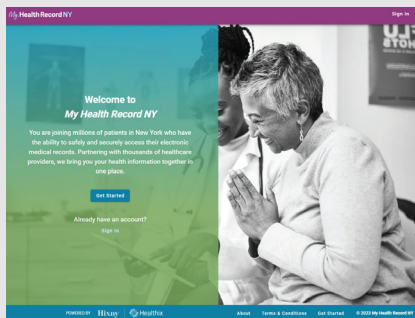 My Health Record NY
Sign in
FLU
SHOTS
Welcome to
My Health Record NY
You are joining millions of patients in New York who have
the ability to safely and securely access their electronic
medical records. Partnering with thousands of healthcare
providers, we bring you your health information together in
one place.
Get Started
Already have an account?
Sign in
POWERED BY Hixny Healthix
About Terms & Conditions Get Started © 2023 My Health Record NY